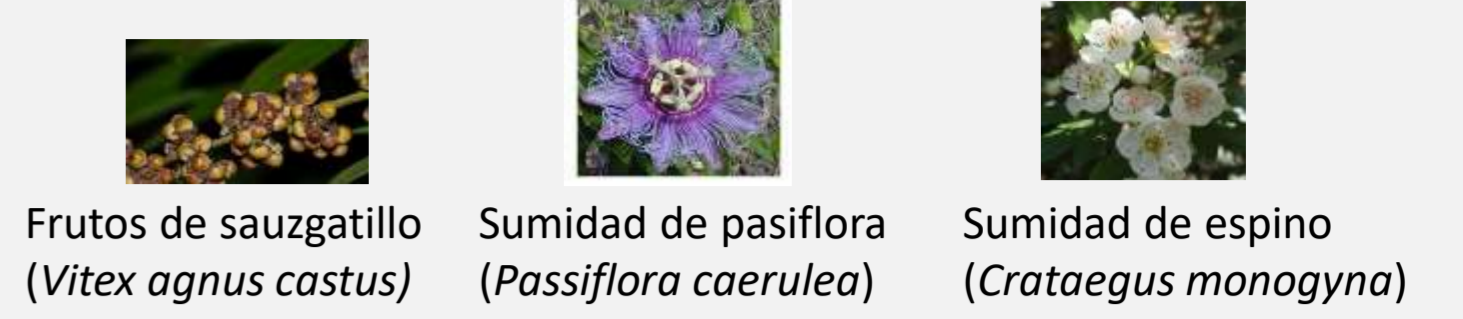 Frutos de sauzgatillo
(Vitex agnus castus)
Sumidad de pasiflora
(Passiflora caerulea)
Sumidad de espino
(Crataegus monogyna)